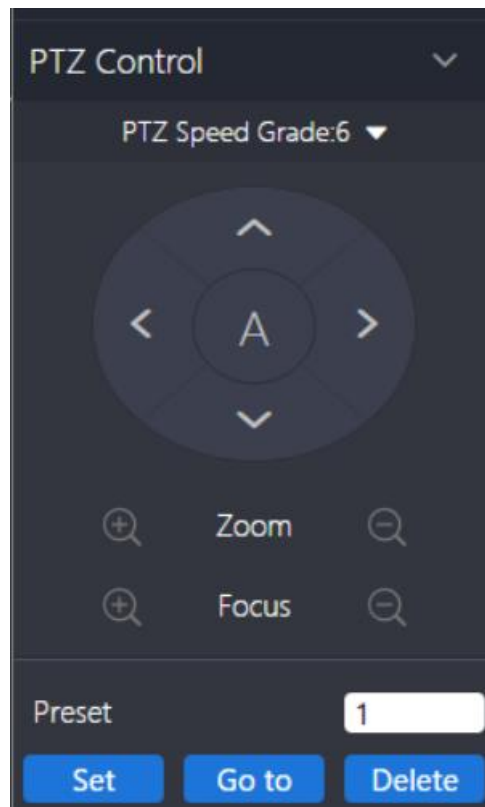 PTZ Control
PTZ Speed Grade:6
A
Zoom
Focus
Preset
1
Set Go to Delete